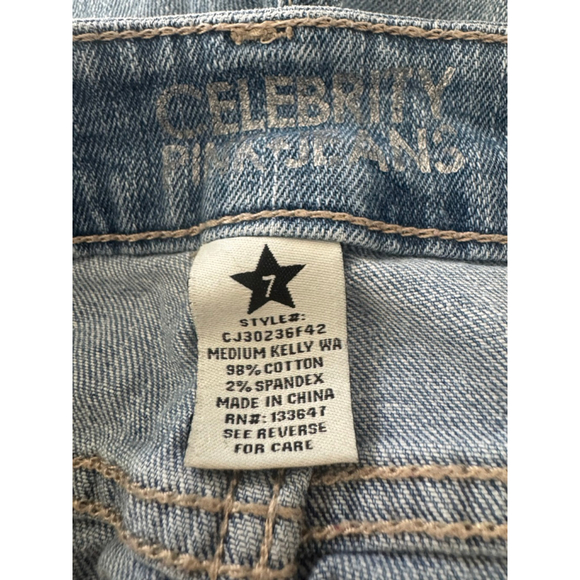 CELEBRITY
PINK JEANS
7
STYLE#:
CJ30236F42
MEDIUM KELLY WA
98% COTTON
2% SPANDEX
MADE IN CHINA
RN#: 133647
SEE REVERSE
FOR CARE